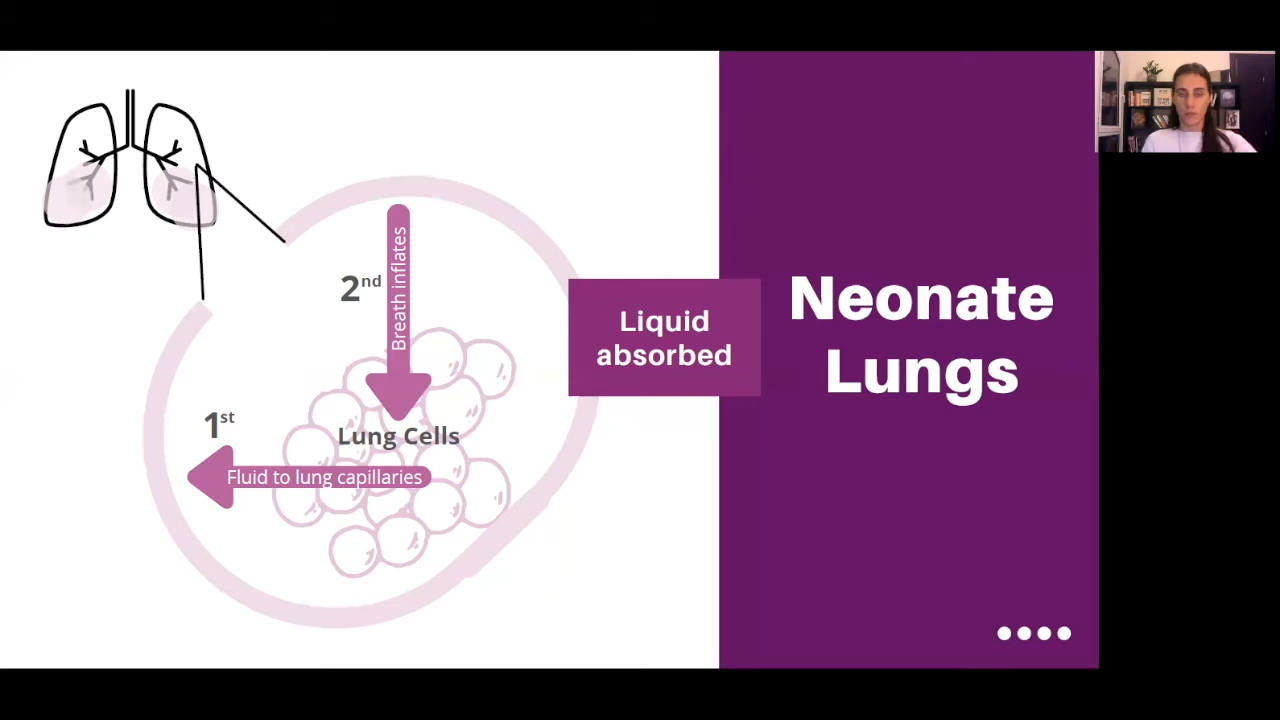 2nd
Breath inflates
Lung Cells
1st
Fluid to lung capillaries
Liquid
absorbed
Neonate
Lungs